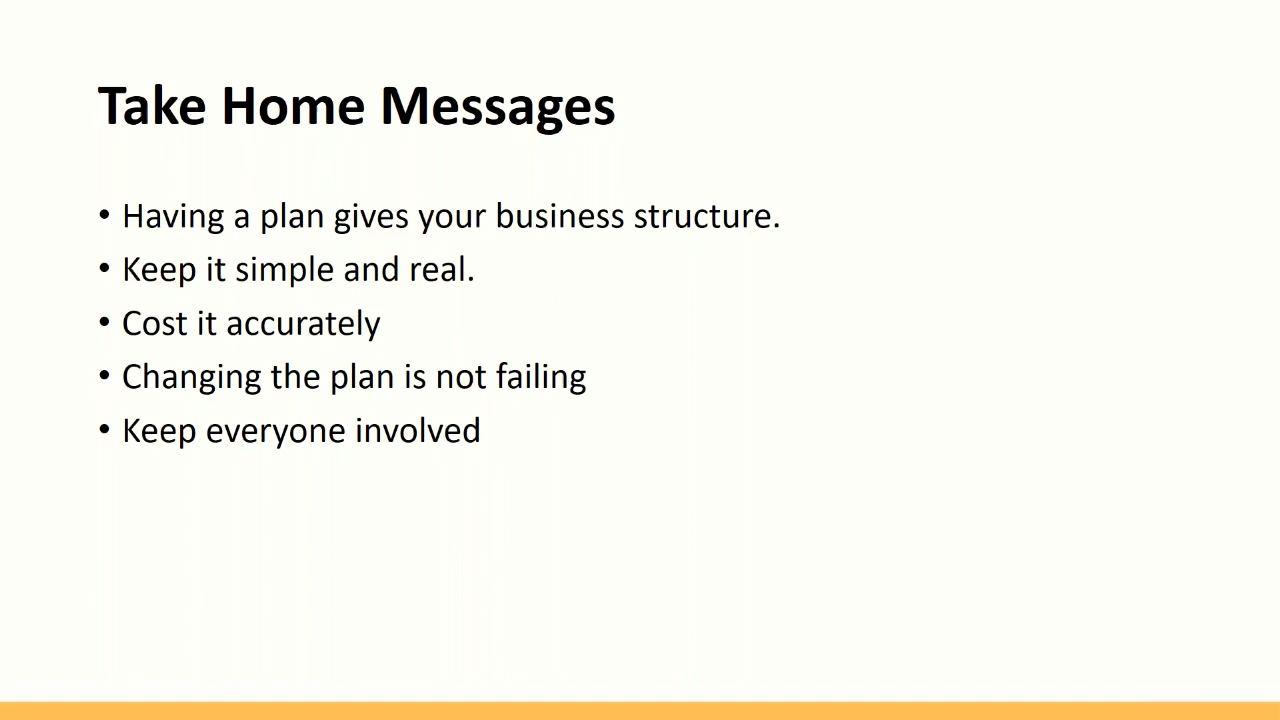 Take Home Messages
• Having a plan gives your business structure.
• Keep it simple and real.
• Cost it accurately
• Changing the plan is not failing
• Keep everyone involved